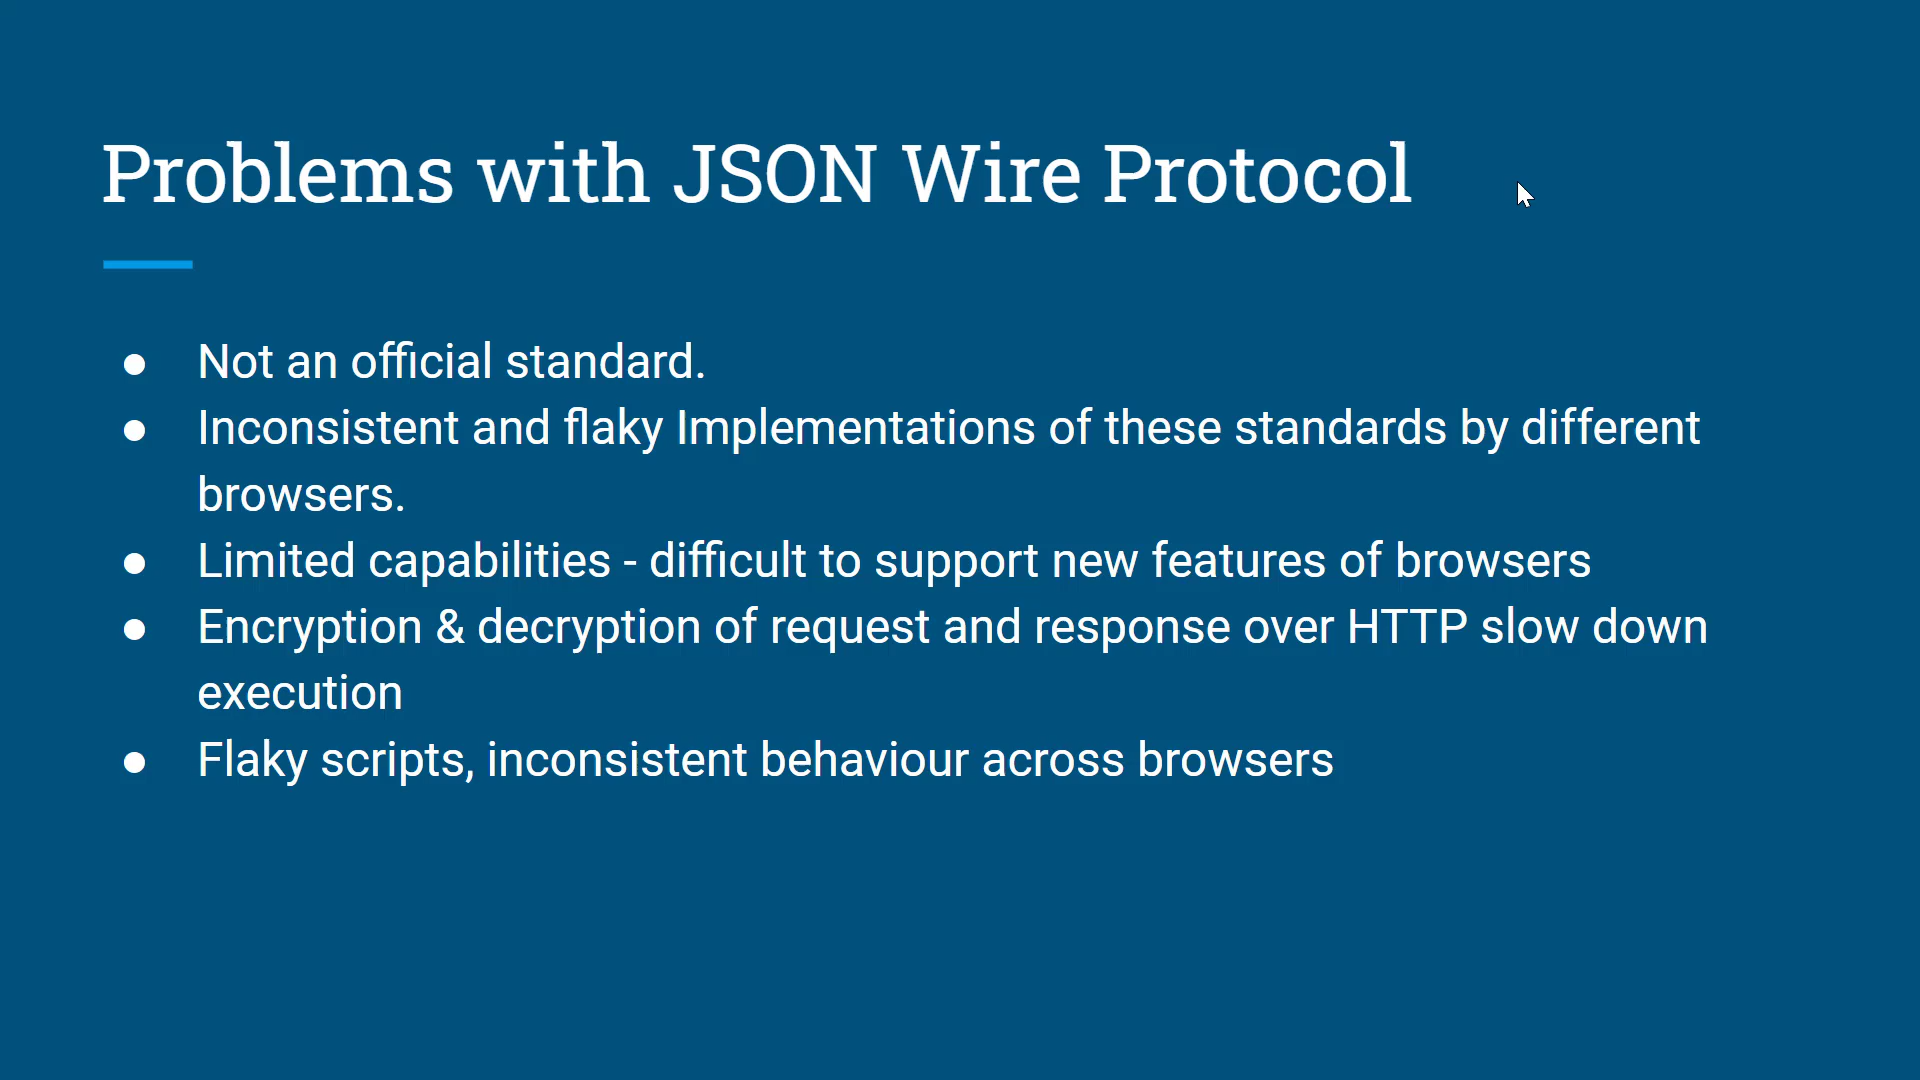 Problems with JSON Wire Protocol
● Not an official standard.
● Inconsistent and flaky Implementations of these standards by different
browsers.
● Limited capabilities - difficult to support new features of browsers
● Encryption & decryption of request and response over HTTP slow down
execution
● Flaky scripts, inconsistent behaviour across browsers